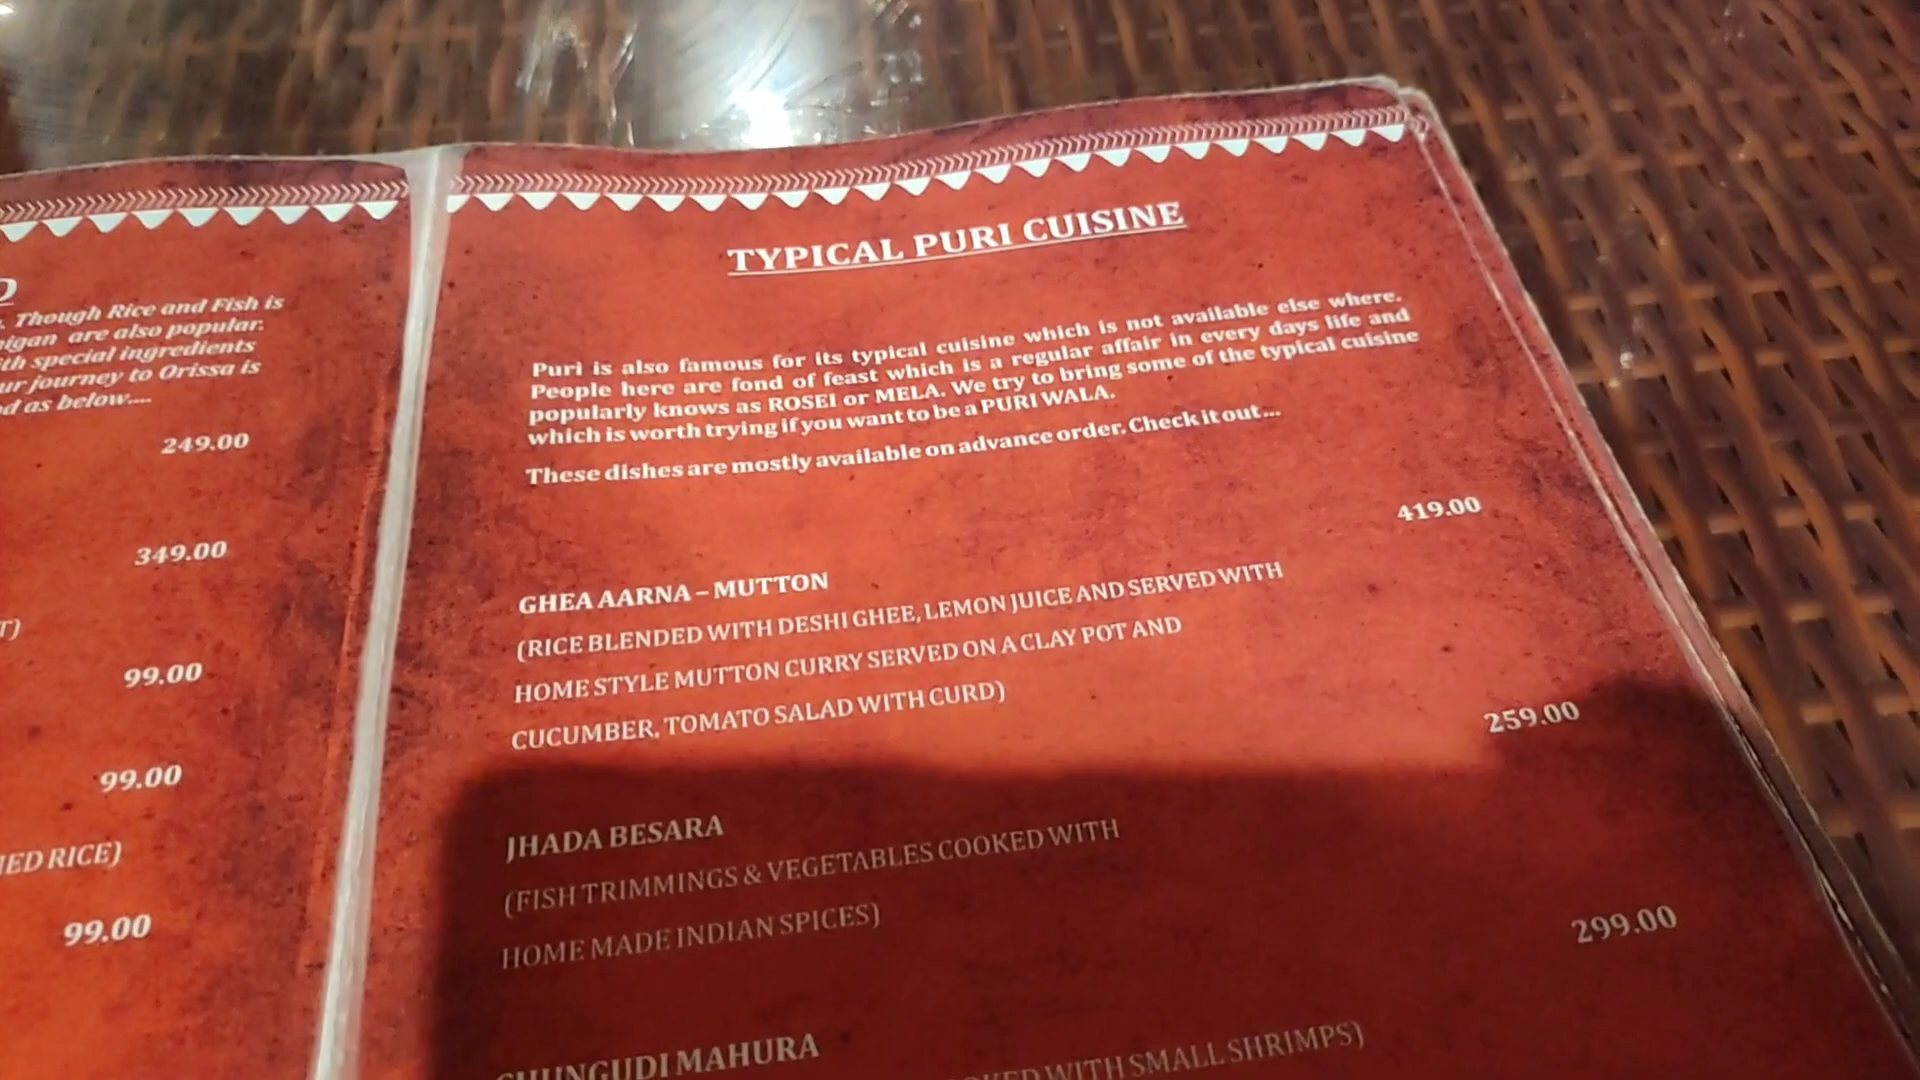 . Though Rice and Fish is
are also popular.
special ingredients
journey to Orissa is
as below....
249.00
349.00
99.00
99.00
RICE)
99.00
TYPICAL PURI CUISINE
Puri is also famous for its typical cuisine which is not available else where.
People here are fond of feast which is a regular affair in every days life and
popularly knows as ROSEI or MELA. We try to bring some of the typical cuisine
which is worth trying if you want to be a PURI WALA.
These dishes are mostly available on advance order. Check it out...
419.00
GHEA AARNA – MUTTON
(RICE BLENDED WITH DESHI GHEE, LEMON JUICE AND SERVED WITH
HOME STYLE MUTTON CURRY SERVED ON A CLAY POT AND
CUCUMBER, TOMATO SALAD WITH CURD)
259.00
JHADA BESARA
(FISH TRIMMINGS & VEGETABLES COOKED WITH
HOME MADE INDIAN SPICES)
299.00
CHUNGUDI MAHURA
WITH SMALL SHRIMPS)